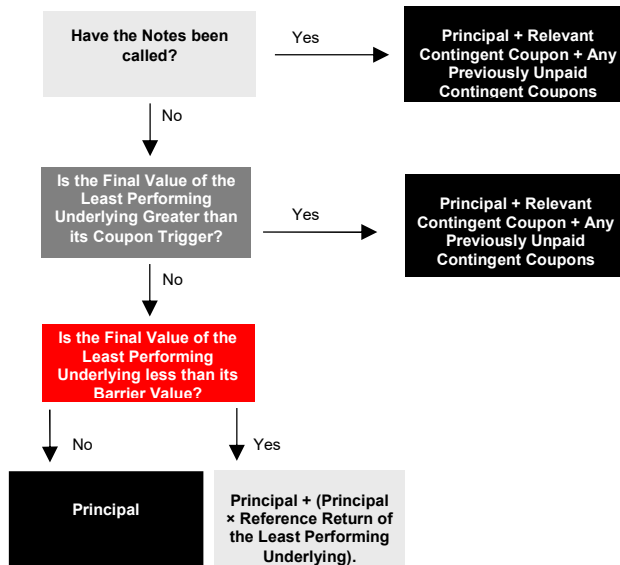 Have the Notes been
called?
Yes
Principal + Relevant
Contingent Coupon + Any
Previously Unpaid
Contingent Coupons
No
Is the Final Value of the
Least Performing
Underlying Greater than
its Coupon Trigger?
Yes
Principal + Relevant
Contingent Coupon + Any
Previously Unpaid
Contingent Coupons
No
Is the Final Value of the
Least Performing
Underlying less than its
Barrier Value?
No
Yes
Principal
Principal + (Principal
× Reference Return of
the Least Performing
Underlying).